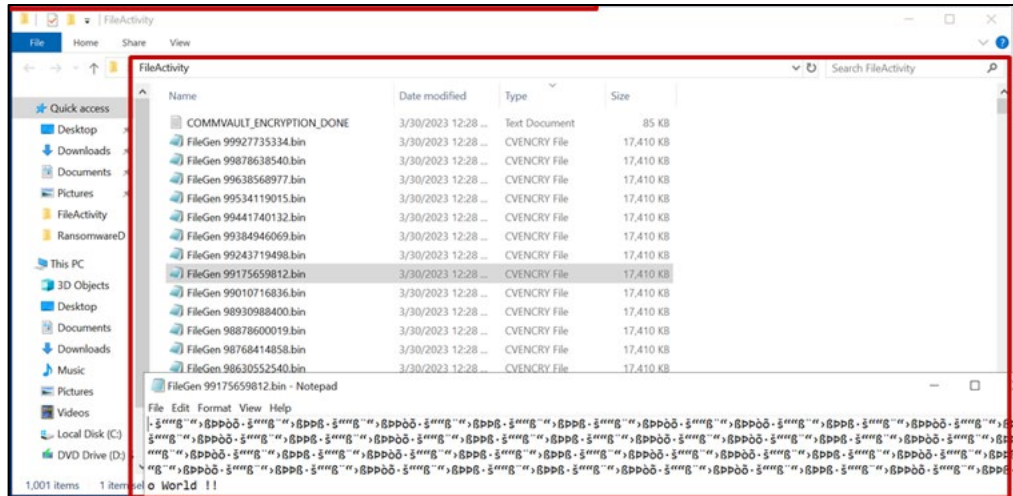 FileActivity
File Home Share View
FileActivity
Search FileActivity
Name Date modified Type Size
Quick access
Desktop
Downloads
Documents
Pictures
FileActivity
RansomwareD
This PC
3D Objects
Desktop
Documents
Downloads
Music
Pictures
Videos
Local Disk (C:)
DVD Drive (D:)
COMMVAULT_ENCRYPTION_DONE 3/30/2023 12:28 ... Text Document 85 KB
FileGen 99927735334.bin 3/30/2023 12:28 ... CVENCRY File 17,410 KB
FileGen 99878638540.bin 3/30/2023 12:28 ... CVENCRY File 17,410 KB
FileGen 99638568977.bin 3/30/2023 12:28 ... CVENCRY File 17,410 KB
FileGen 99534119015.bin 3/30/2023 12:28 ... CVENCRY File 17,410 KB
FileGen 99441740132.bin 3/30/2023 12:28 ... CVENCRY File 17,410 KB
FileGen 99384946069.bin 3/30/2023 12:28 ... CVENCRY File 17,410 KB
FileGen 99243719498.bin 3/30/2023 12:28 ... CVENCRY File 17,410 KB
FileGen 99175659812.bin 3/30/2023 12:28 ... CVENCRY File 17,410 KB
FileGen 99010716836.bin 3/30/2023 12:28 ... CVENCRY File 17,410 KB
FileGen 98930988400.bin 3/30/2023 12:28 ... CVENCRY File 17,410 KB
FileGen 98878600019.bin 3/30/2023 12:28 ... CVENCRY File 17,410 KB
FileGen 98768414858.bin 3/30/2023 12:28 ... CVENCRY File 17,410 KB
FileGen 98630552540.bin 3/30/2023 12:28 ... CVENCRY File 17,410 KB
FileGen 99175659812.bin - Notepad
File Edit Format View Help
o World !!
1,001 items 1 item sel